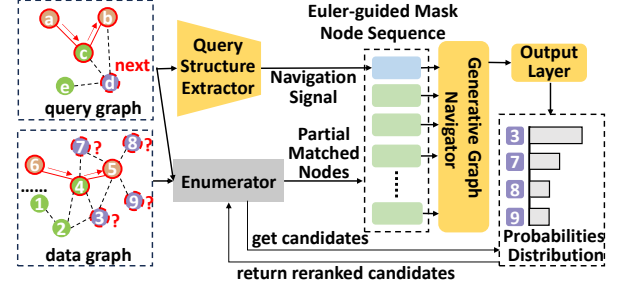 a
b
c
next
e
d
query graph
Query
Structure
Extractor
Euler-guided Mask
Node Sequence
Navigation
Signal
Generative Graph
Navigator
Output
Layer
7
?
8
?
6
5
4
......
1
2
3
?
9
?
data graph
Enumerator
Partial
Matched
Nodes
3
7
8
9
Probabilities
Distribution
get candidates
return reranked candidates